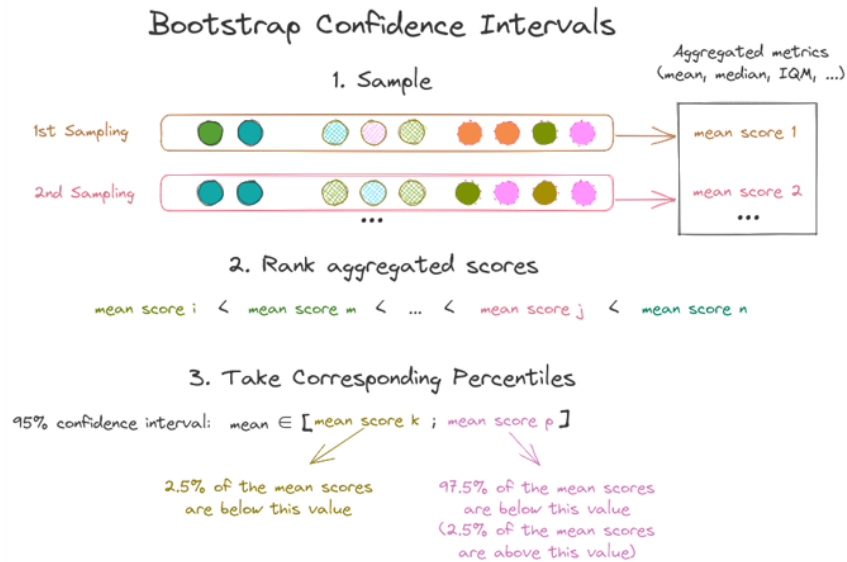 Bootstrap Confidence Intervals
Aggregated metrics
(mean, median, IQM, ...)
1. Sample
1st Sampling
mean score 1
2nd Sampling
mean score 2
...
...
2. Rank aggregated scores
mean score i < mean score m < ... < mean score j < mean score n
3. Take Corresponding Percentiles
95% confidence interval: mean ∈ [mean score k ; mean score p]
2.5% of the mean scores
are below this value
97.5% of the mean scores
are below this value
(2.5% of the mean scores
are above this value)